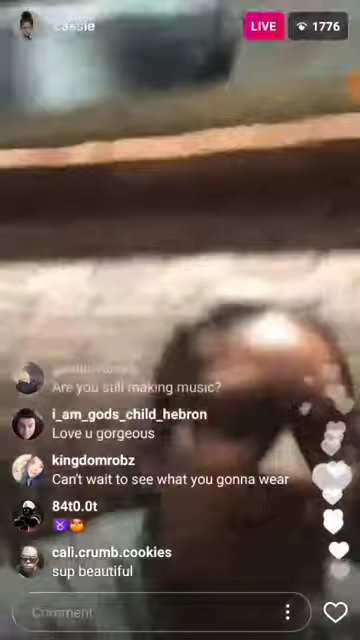 cassie
LIVE
1776
Are you still making music?
i_am_gods_child_hebron
Love u gorgeous
kingdomrobz
Can't wait to see what you gonna wear
84t0.0t
cali.crumb.cookies
sup beautiful
Comment